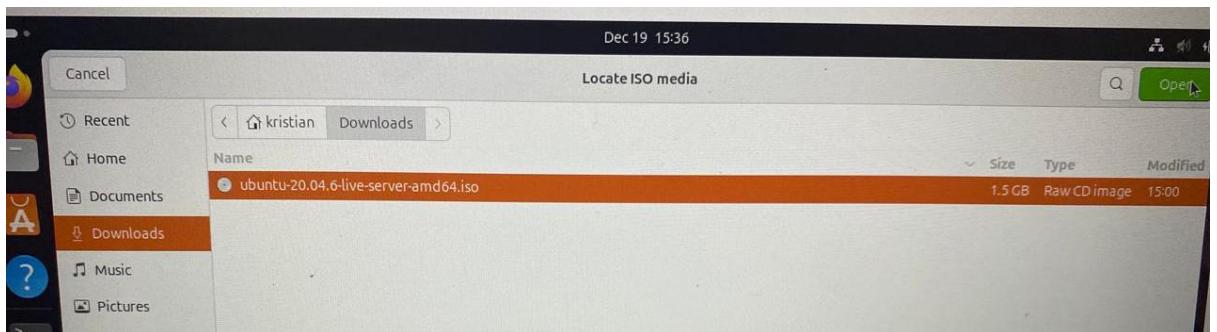 Dec 19 15:36
Cancel
Locate ISO media
Open
Recent
kristian Downloads
Home
Name Size Type Modified
ubuntu-20.04.6-live-server-amd64.iso 1.5 GB Raw CD image 15:00
Documents
Downloads
Music
Pictures